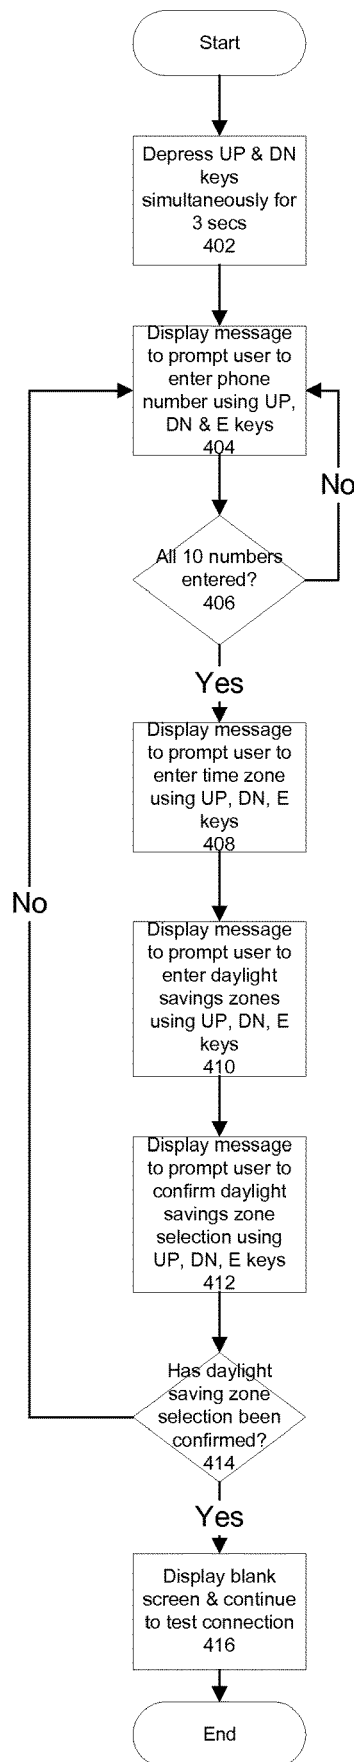 Start
Depress UP & DN
keys
simultaneously for
3 secs
402
Display message
to prompt user to
enter phone
number using UP,
DN & E keys
404
No
All 10 numbers
entered?
406
Yes
Display message
to prompt user to
enter time zone
using UP, DN, E
keys
408
No
Display message
to prompt user to
enter daylight
savings zones
using UP, DN, E
keys
410
Display message
to prompt user to
confirm daylight
savings zone
selection using
UP, DN, E keys
412
Has daylight
saving zone
selection been
confirmed?
414
Yes
Display blank
screen & continue
to test connection
416
End